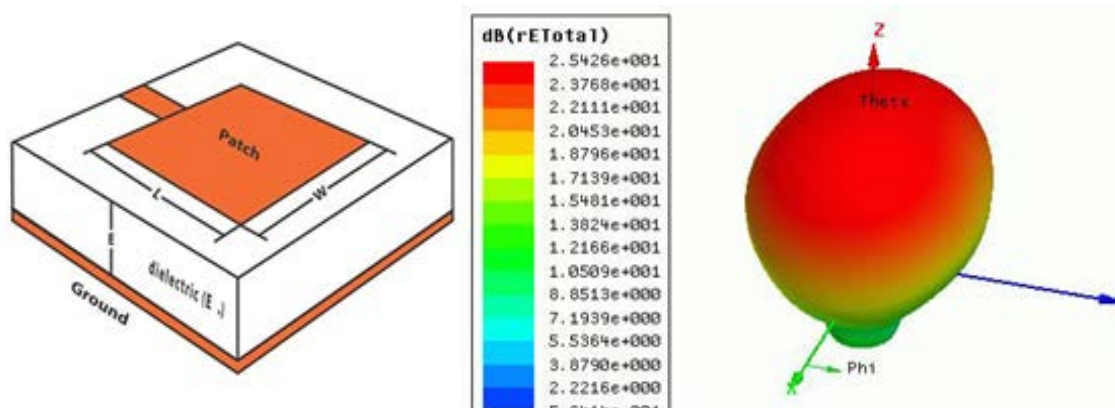 Patch
L
W
E
dielectric (E
Ground
dB(rETotal)
2.5426e+001
2.3768e+001
2.2111e+001
2.0453e+001
1.8796e+001
1.7139e+001
1.5481e+001
1.3824e+001
1.2166e+001
1.0509e+001
8.8513e+000
7.1939e+000
5.5364e+000
3.8790e+000
2.2216e+000
Z
Theta
Phi
X